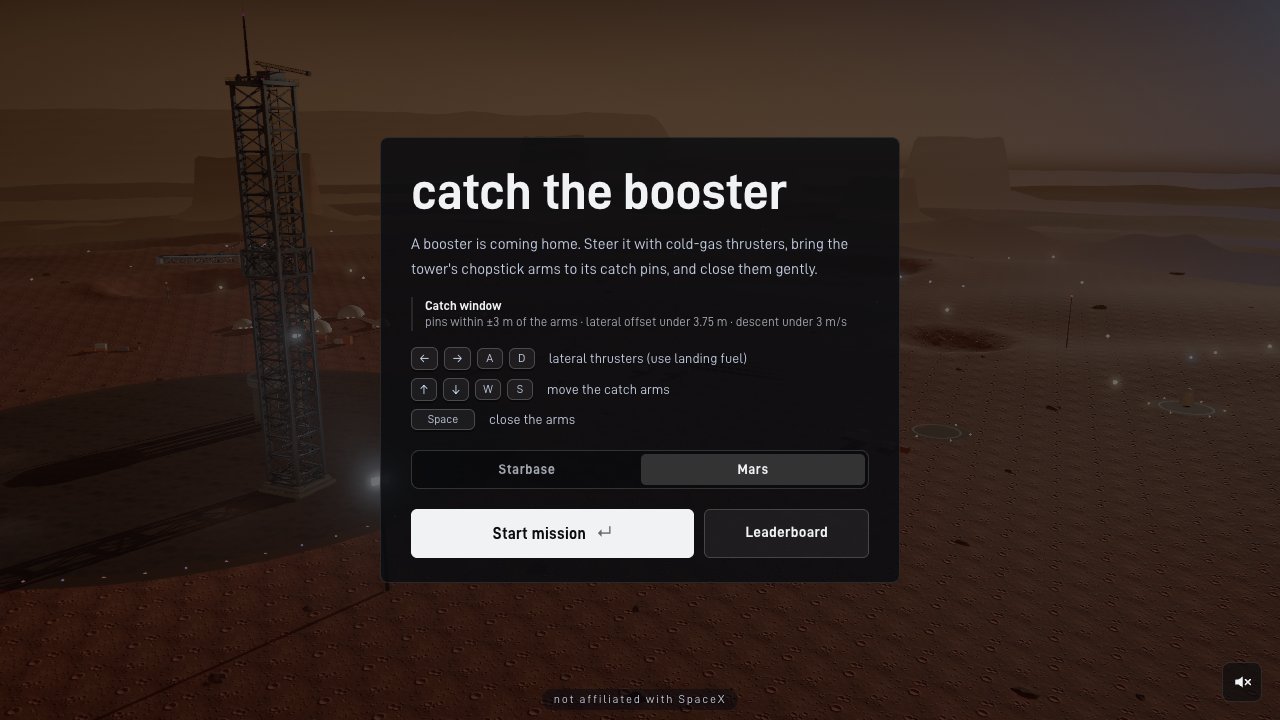 catch the booster
A booster is coming home. Steer it with cold-gas thrusters, bring the
tower's chopstick arms to its catch pins, and close them gently.
Catch window
pins within ±3 m of the arms · lateral offset under 3.75 m · descent under 3 m/s
← → A D lateral thrusters (use landing fuel)
↑ ↓ W S move the catch arms
Space close the arms
Starbase Mars
Start mission ↵ Leaderboard
not affiliated with SpaceX